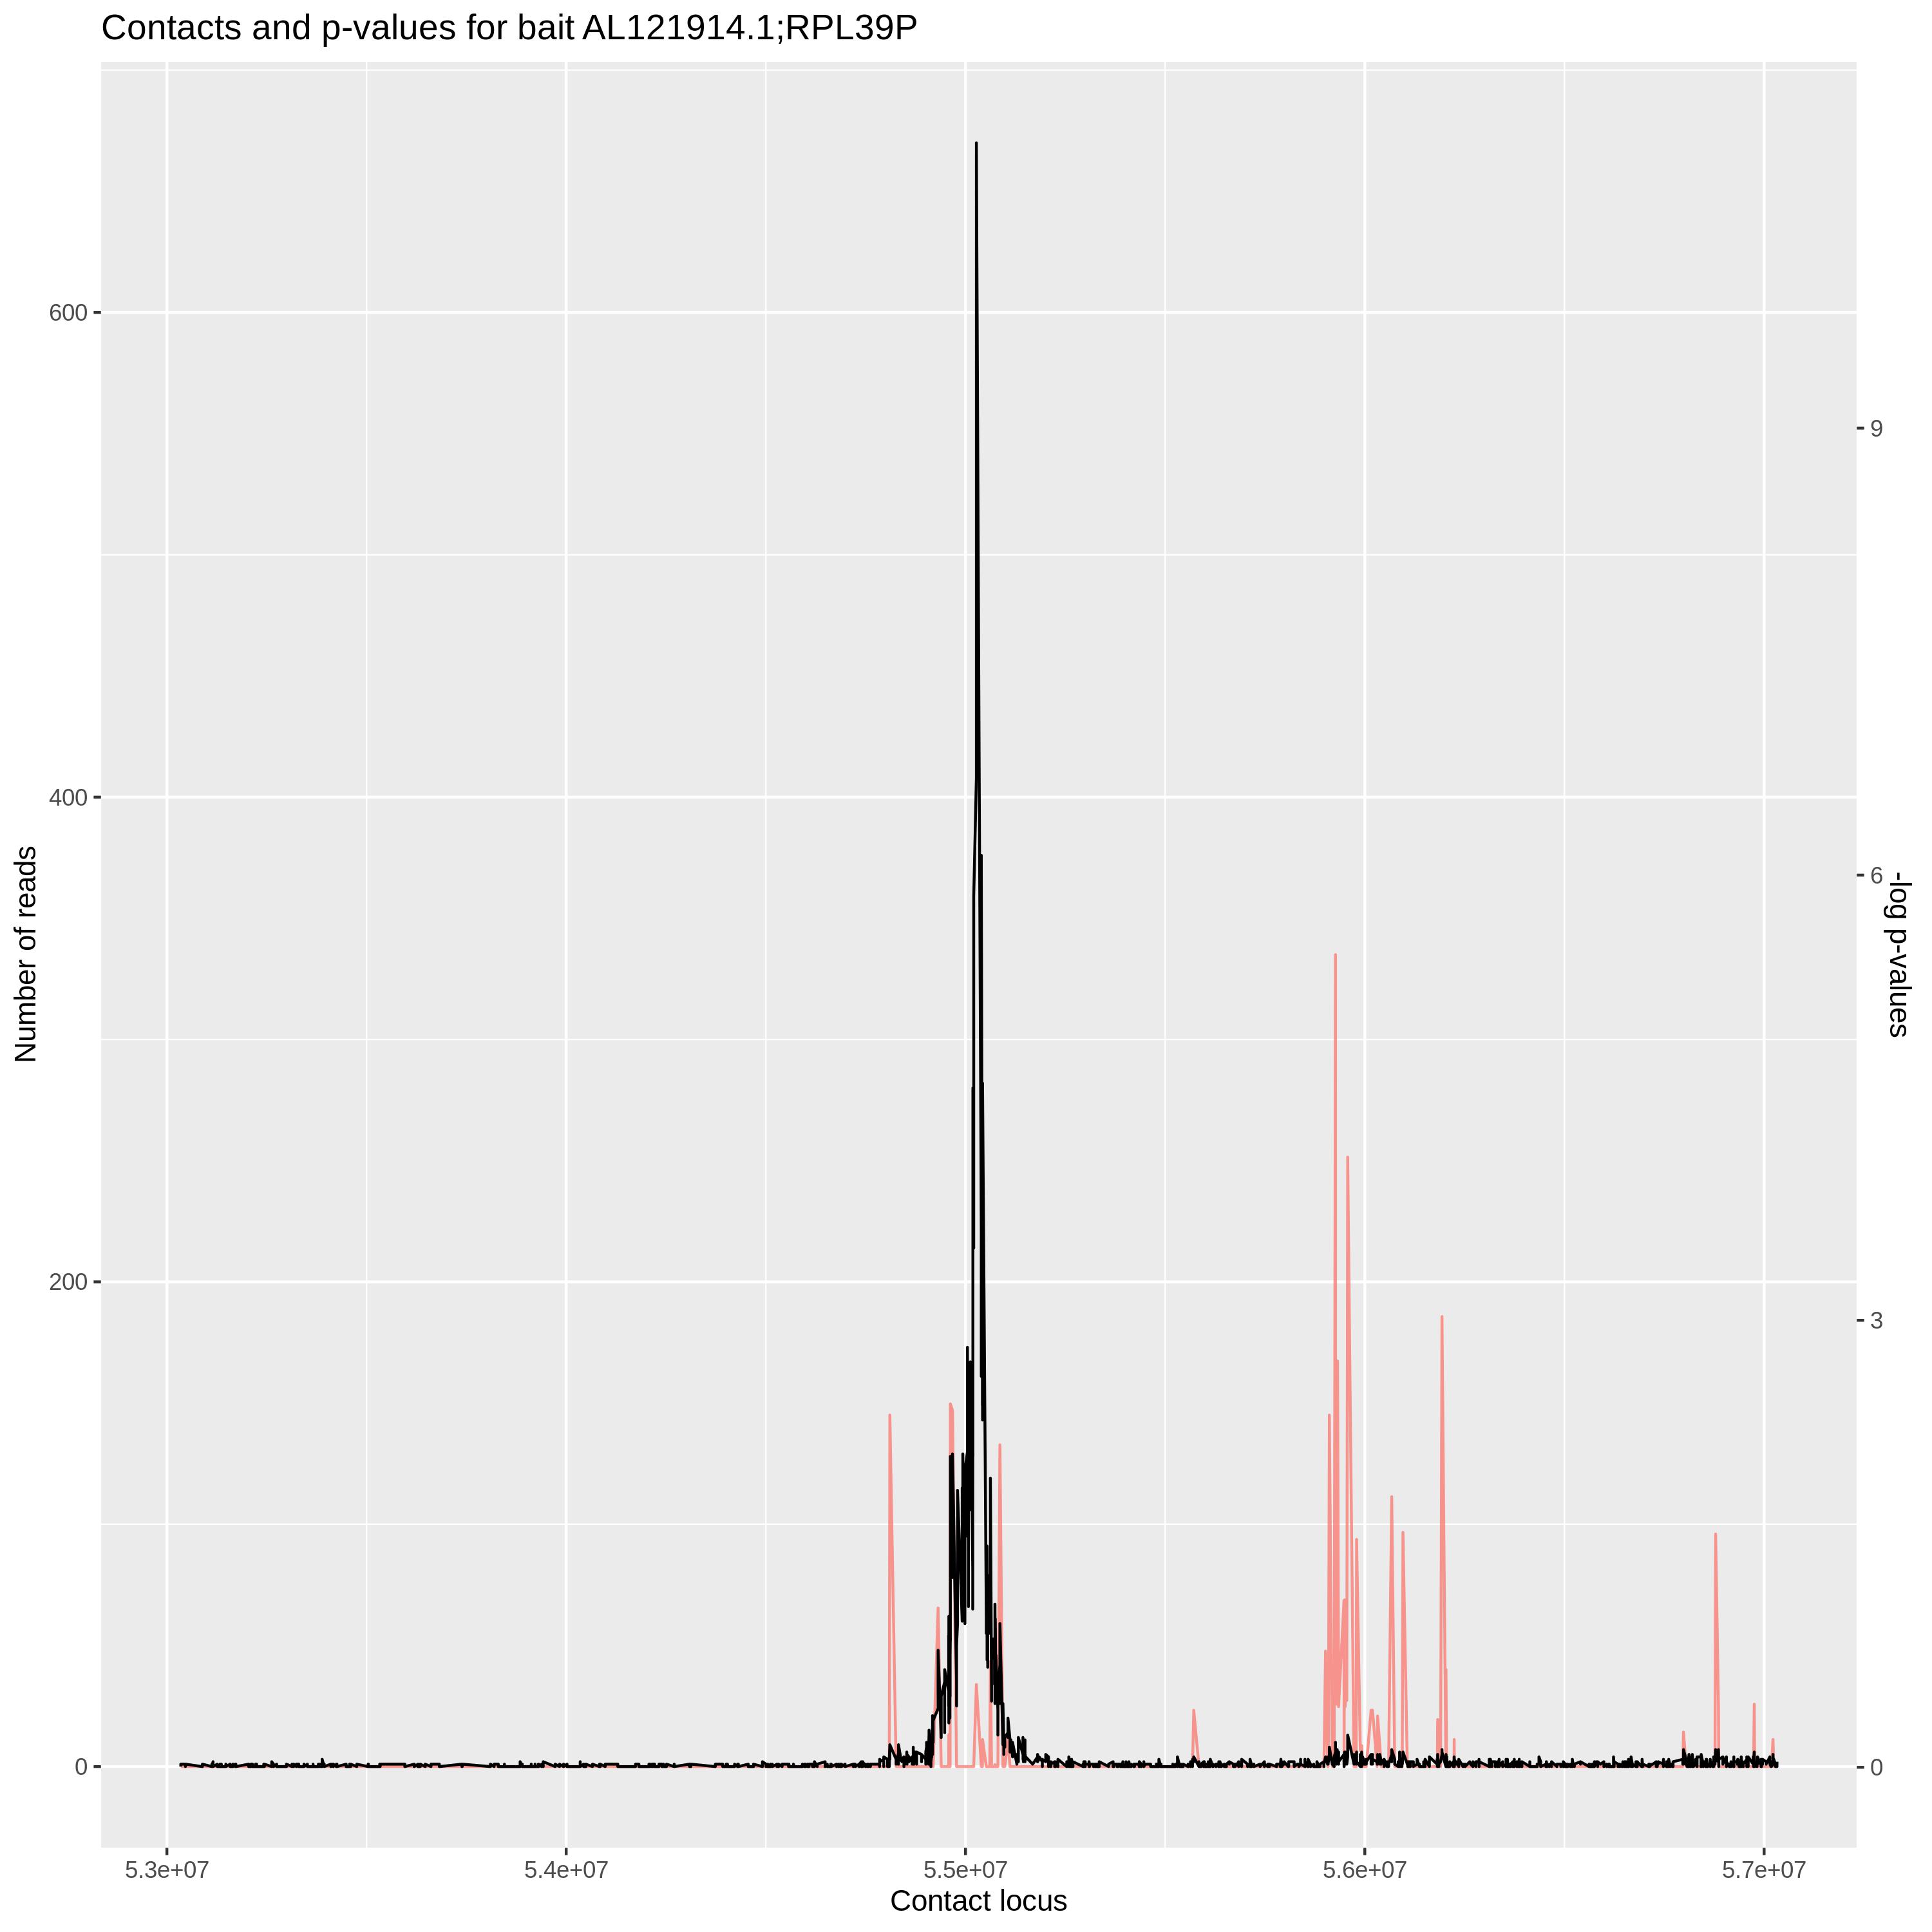 Contacts and p-values for bait AL121914.1;RPL39P
600
400
200
0
Number of reads
9
6
3
0
-log p-values
5.3e+07
5.4e+07
5.5e+07
5.6e+07
5.7e+07
Contact locus